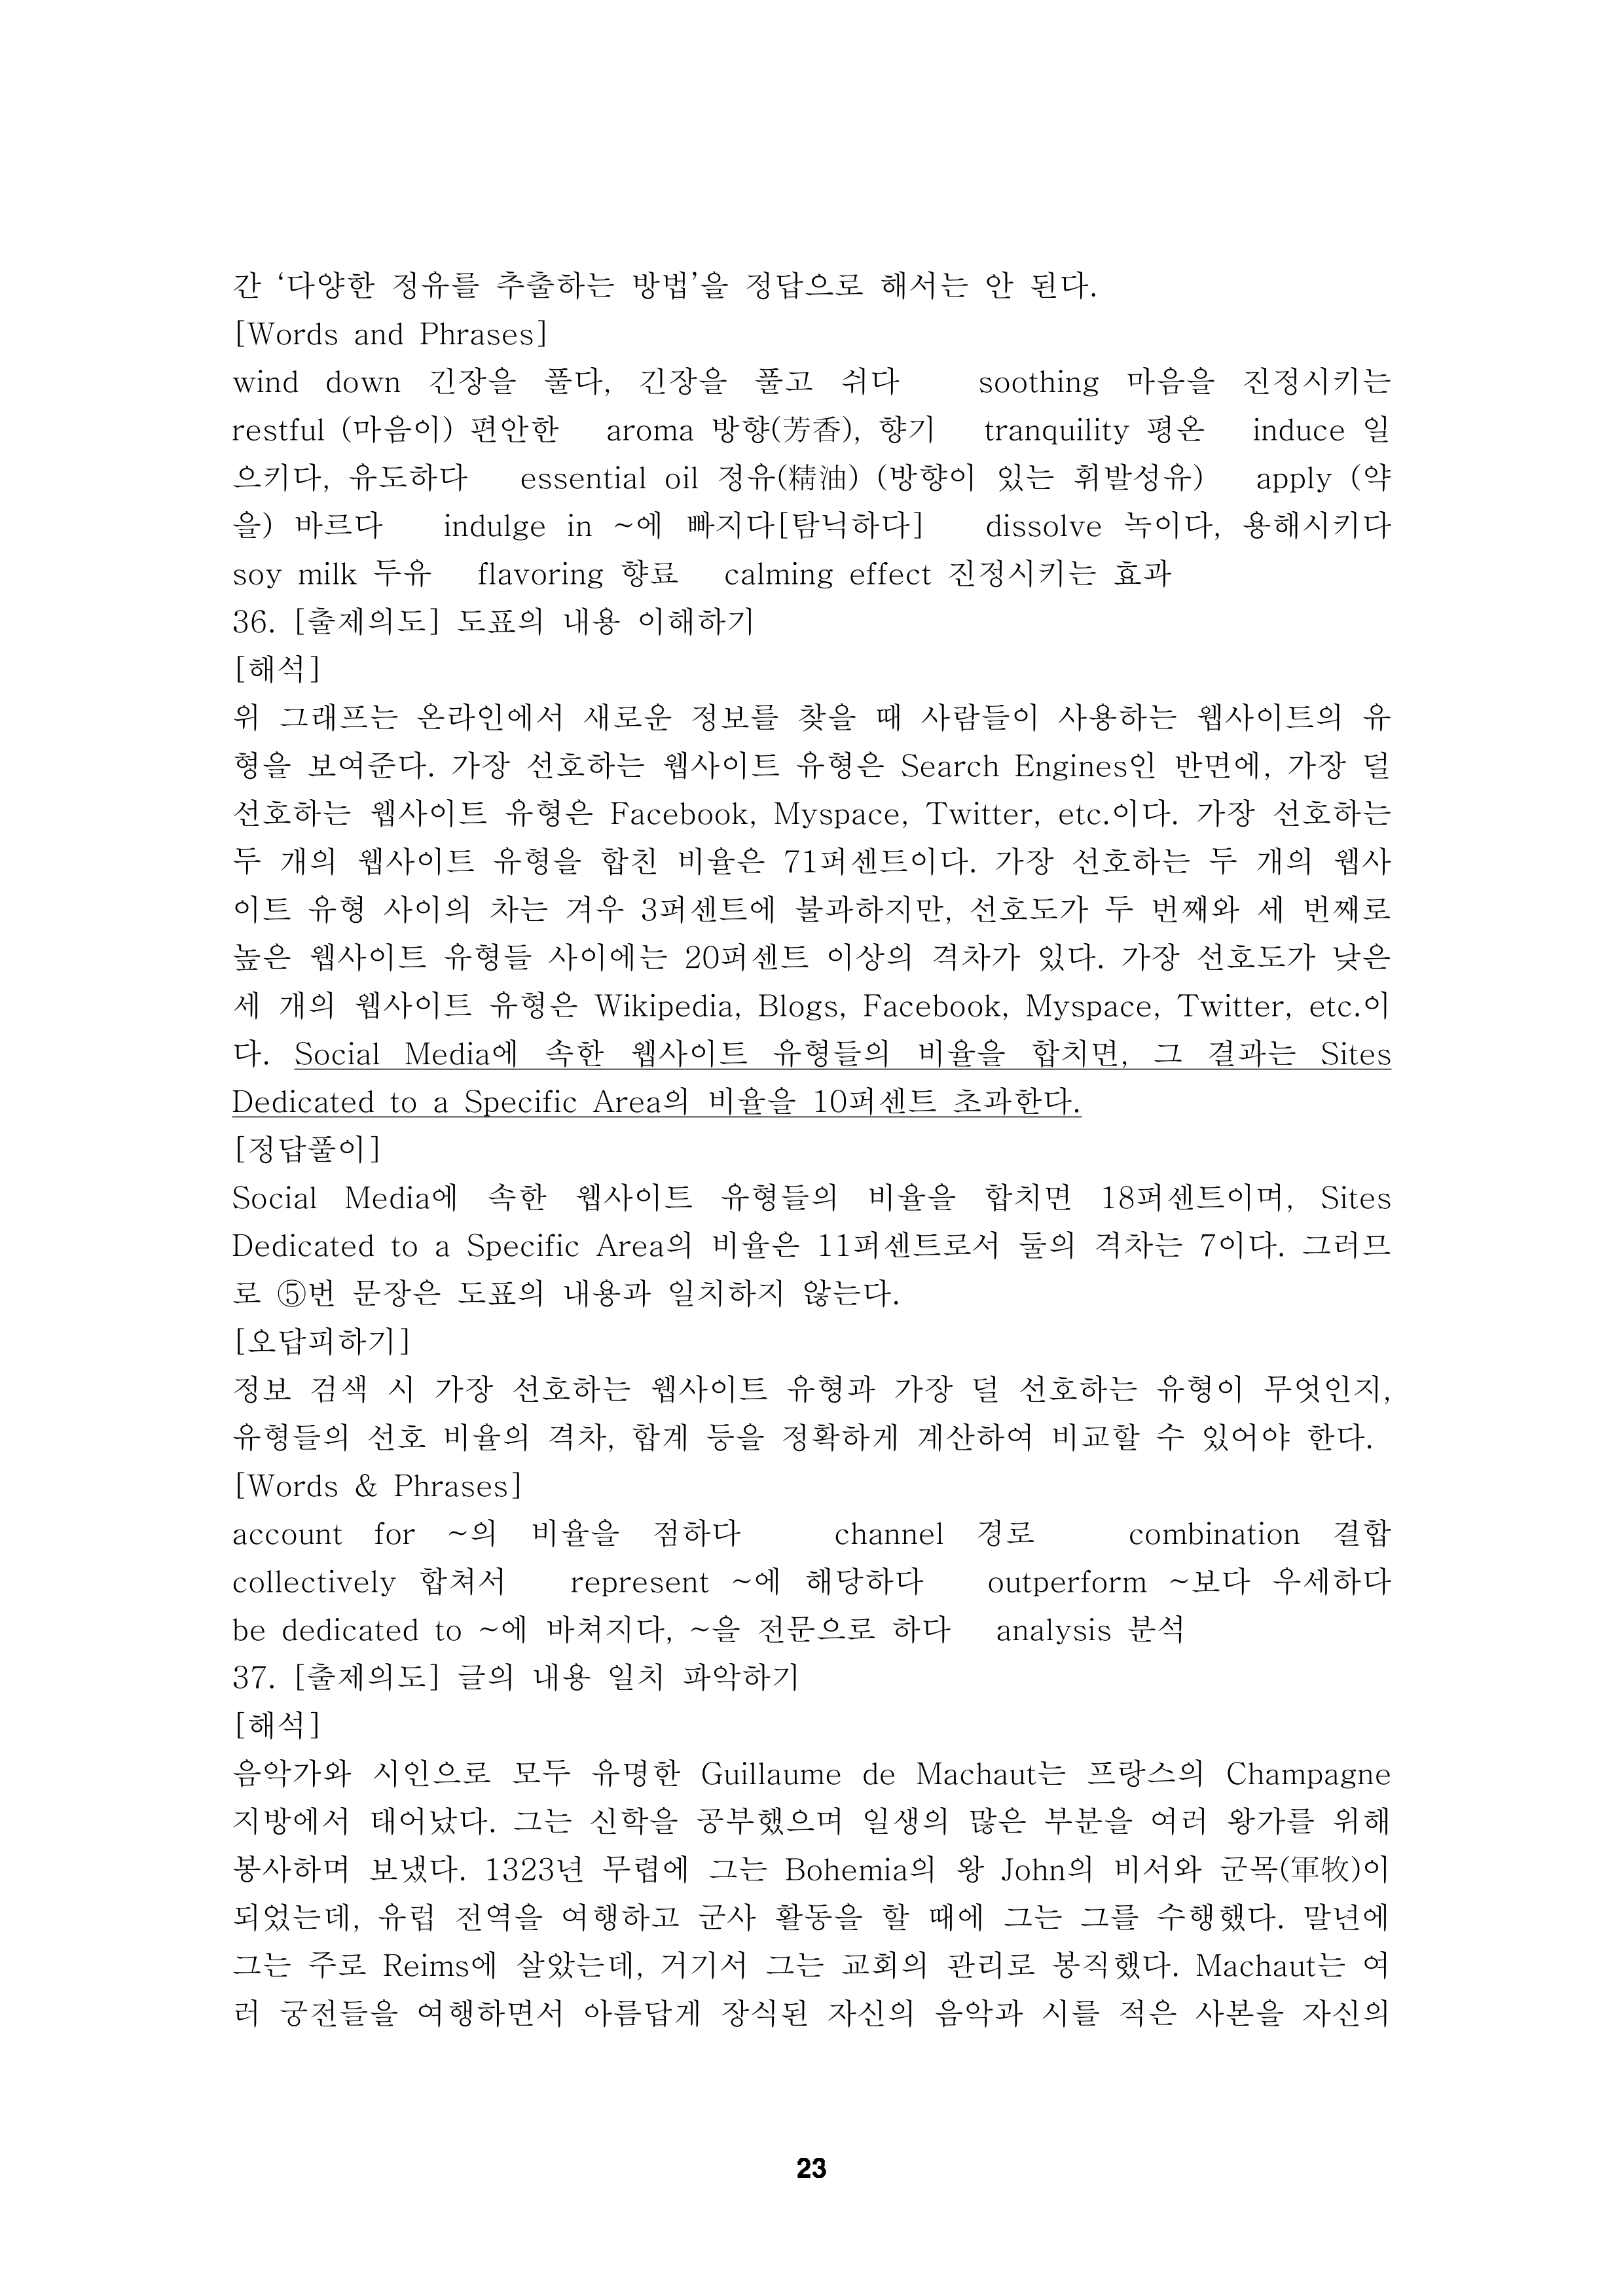 간 ‘다양한 정유를 추출하는 방법’을 정답으로 해서는 안 된다.
[Words and Phrases]
wind down 긴장을 풀다, 긴장을 풀고 쉬다 soothing 마음을 진정시키는
restful (마음이) 편안한 aroma 방향(芳香), 향기 tranquility 평온 induce 일
으키다, 유도하다 essential oil 정유(精油) (방향이 있는 휘발성유) apply (약
을) 바르다 indulge in ~에 빠지다[탐닉하다] dissolve 녹이다, 용해시키다
soy milk 두유 flavoring 향료 calming effect 진정시키는 효과
36. [출제의도] 도표의 내용 이해하기
[해석]
위 그래프는 온라인에서 새로운 정보를 찾을 때 사람들이 사용하는 웹사이트의 유
형을 보여준다. 가장 선호하는 웹사이트 유형은 Search Engines인 반면에, 가장 덜
선호하는 웹사이트 유형은 Facebook, Myspace, Twitter, etc.이다. 가장 선호하는
두 개의 웹사이트 유형을 합친 비율은 71퍼센트이다. 가장 선호하는 두 개의 웹사
이트 유형 사이의 차는 겨우 3퍼센트에 불과하지만, 선호도가 두 번째와 세 번째로
높은 웹사이트 유형들 사이에는 20퍼센트 이상의 격차가 있다. 가장 선호도가 낮은
세 개의 웹사이트 유형은 Wikipedia, Blogs, Facebook, Myspace, Twitter, etc.이
다. Social Media에 속한 웹사이트 유형들의 비율을 합치면, 그 결과는 Sites
Dedicated to a Specific Area의 비율을 10퍼센트 초과한다.
[정답풀이]
Social Media에 속한 웹사이트 유형들의 비율을 합치면 18퍼센트이며, Sites
Dedicated to a Specific Area의 비율은 11퍼센트로서 둘의 격차는 7이다. 그러므
로 ⑤번 문장은 도표의 내용과 일치하지 않는다.
[오답피하기]
정보 검색 시 가장 선호하는 웹사이트 유형과 가장 덜 선호하는 유형이 무엇인지,
유형들의 선호 비율의 격차, 합계 등을 정확하게 계산하여 비교할 수 있어야 한다.
[Words & Phrases]
account for ~의 비율을 점하다 channel 경로 combination 결합
collectively 합쳐서 represent ~에 해당하다 outperform ~보다 우세하다
be dedicated to ~에 바쳐지다, ~을 전문으로 하다 analysis 분석
37. [출제의도] 글의 내용 일치 파악하기
[해석]
음악가와 시인으로 모두 유명한 Guillaume de Machaut는 프랑스의 Champagne
지방에서 태어났다. 그는 신학을 공부했으며 일생의 많은 부분을 여러 왕가를 위해
봉사하며 보냈다. 1323년 무렵에 그는 Bohemia의 왕 John의 비서와 군목(軍牧)이
되었는데, 유럽 전역을 여행하고 군사 활동을 할 때에 그는 그를 수행했다. 말년에
그는 주로 Reims에 살았는데, 거기서 그는 교회의 관리로 봉직했다. Machaut는 여
러 궁전들을 여행하면서 아름답게 장식된 자신의 음악과 시를 적은 사본을 자신의
23